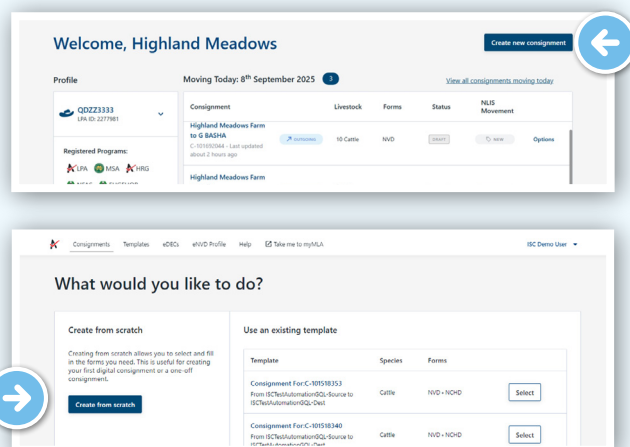 Welcome, Highland Meadows
Create new consignment
Profile
Moving Today: 8th September 2025 3
View all consignments moving today
QDZZ3333
LPA ID: 2277981
Registered Programs:
LPA MSA HRG
Consignment Livestock Forms Status NLIS Movement
Highland Meadows Farm
to G BASHA
C-10169/044 - Last updated
about 2 hours ago
OUTGOING
10 Cattle
NVD
DRAFT
NEW
Options
Highland Meadows Farm
Consignments Templates eDECs eNVD Profile Help Take me to myMLA
ISC Demo User
What would you like to do?
Create from scratch
Creating from scratch allows you to select and fill
in the forms you need. This is useful for creating
your first digital consignment or a one-off
consignment.
Create from scratch
Use an existing template
Template Species Forms
Consignment For:C-101518353
From ISCTestAutomationGQL-Source to
ISCTestAutomationGQL-Dest
Cattle
NVD + NCHD
Select
Consignment For:C-101518340
From ISCTestAutomationGQL-Source to
ISCTestAutomationGQL-Dest
Cattle
NVD + NCHD
Select